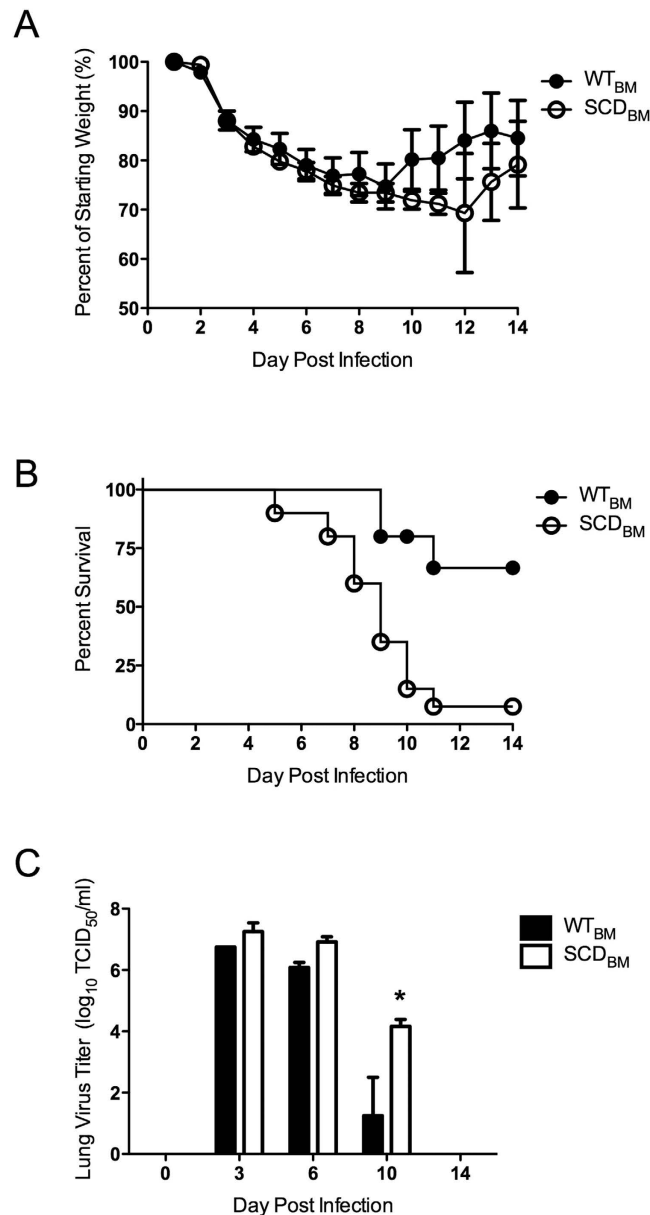 A
Percent of Starting Weight (%)
100
90
80
70
60
50
0 2 4 6 8 10 12 14
Day Post Infection
WT_BM
SCD_BM
B
Percent Survival
100
75
50
25
0
0 2 4 6 8 10 12 14
Day Post Infection
WT_BM
SCD_BM
C
Lung Virus Titer (log₁₀ TCID₅₀/ml)
8
6
4
2
0
*
0 3 6 10 14
Day Post Infection
WT_BM
SCD_BM